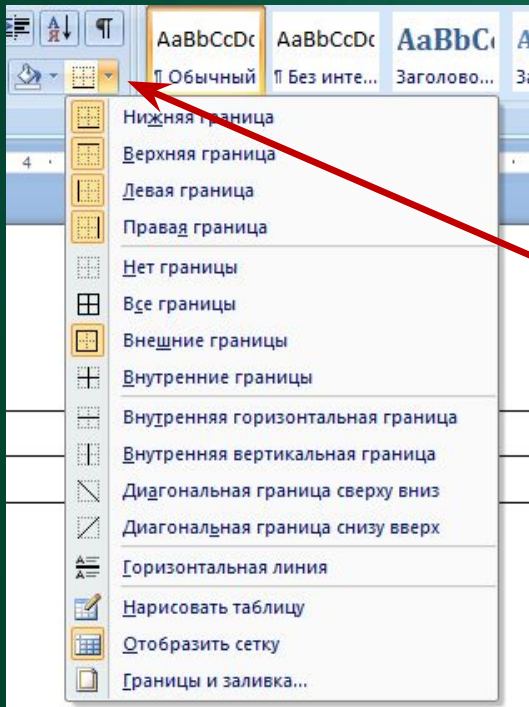 АЯ ¶ AaBbCcDc AaBbCcDc AaBbC
¶ Обычный ¶ Без инте... Заголово...
4
Нижняя граница
Верхняя граница
Левая граница
Правая граница
Нет границы
Все границы
Внешние границы
Внутренние границы
Внутренняя горизонтальная граница
Внутренняя вертикальная граница
Диагональная граница сверху вниз
Диагональная граница снизу вверх
Горизонтальная линия
Нарисовать таблицу
Отобразить сетку
Границы и заливка...